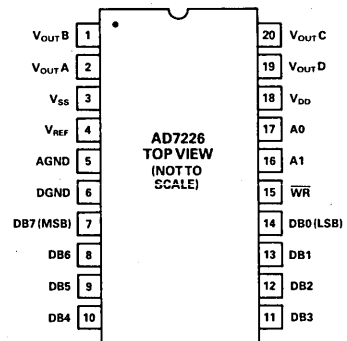 VOUTB 1 20 VOUTC
VOUTA 2 19 VOUTD
VSS 3 18 VDD
VREF 4 17 A0
AD7226
TOP VIEW
(NOT TO
SCALE)
AGND 5 16 A1
DGND 6 15 WR
DB7 (MSB) 7 14 DB0 (LSB)
DB6 8 13 DB1
DB5 9 12 DB2
DB4 10 11 DB3